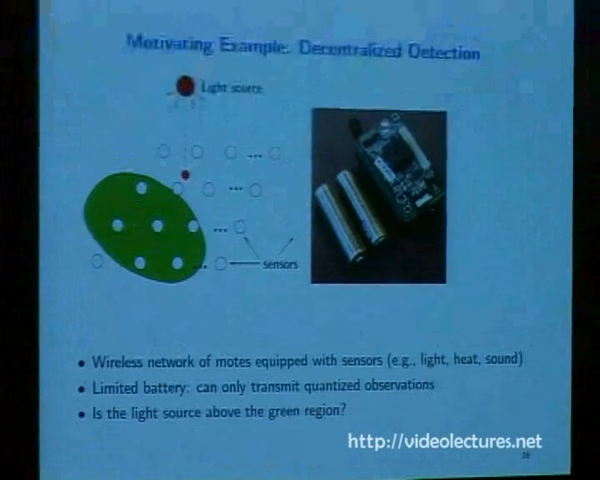 Motivating Example: Decentralized Detection
Light source
...
...
...
...
sensors
• Wireless network of motes equipped with sensors (e.g., light, heat, sound)
• Limited battery: can only transmit quantized observations
• Is the light source above the green region?
http://videolectures.net